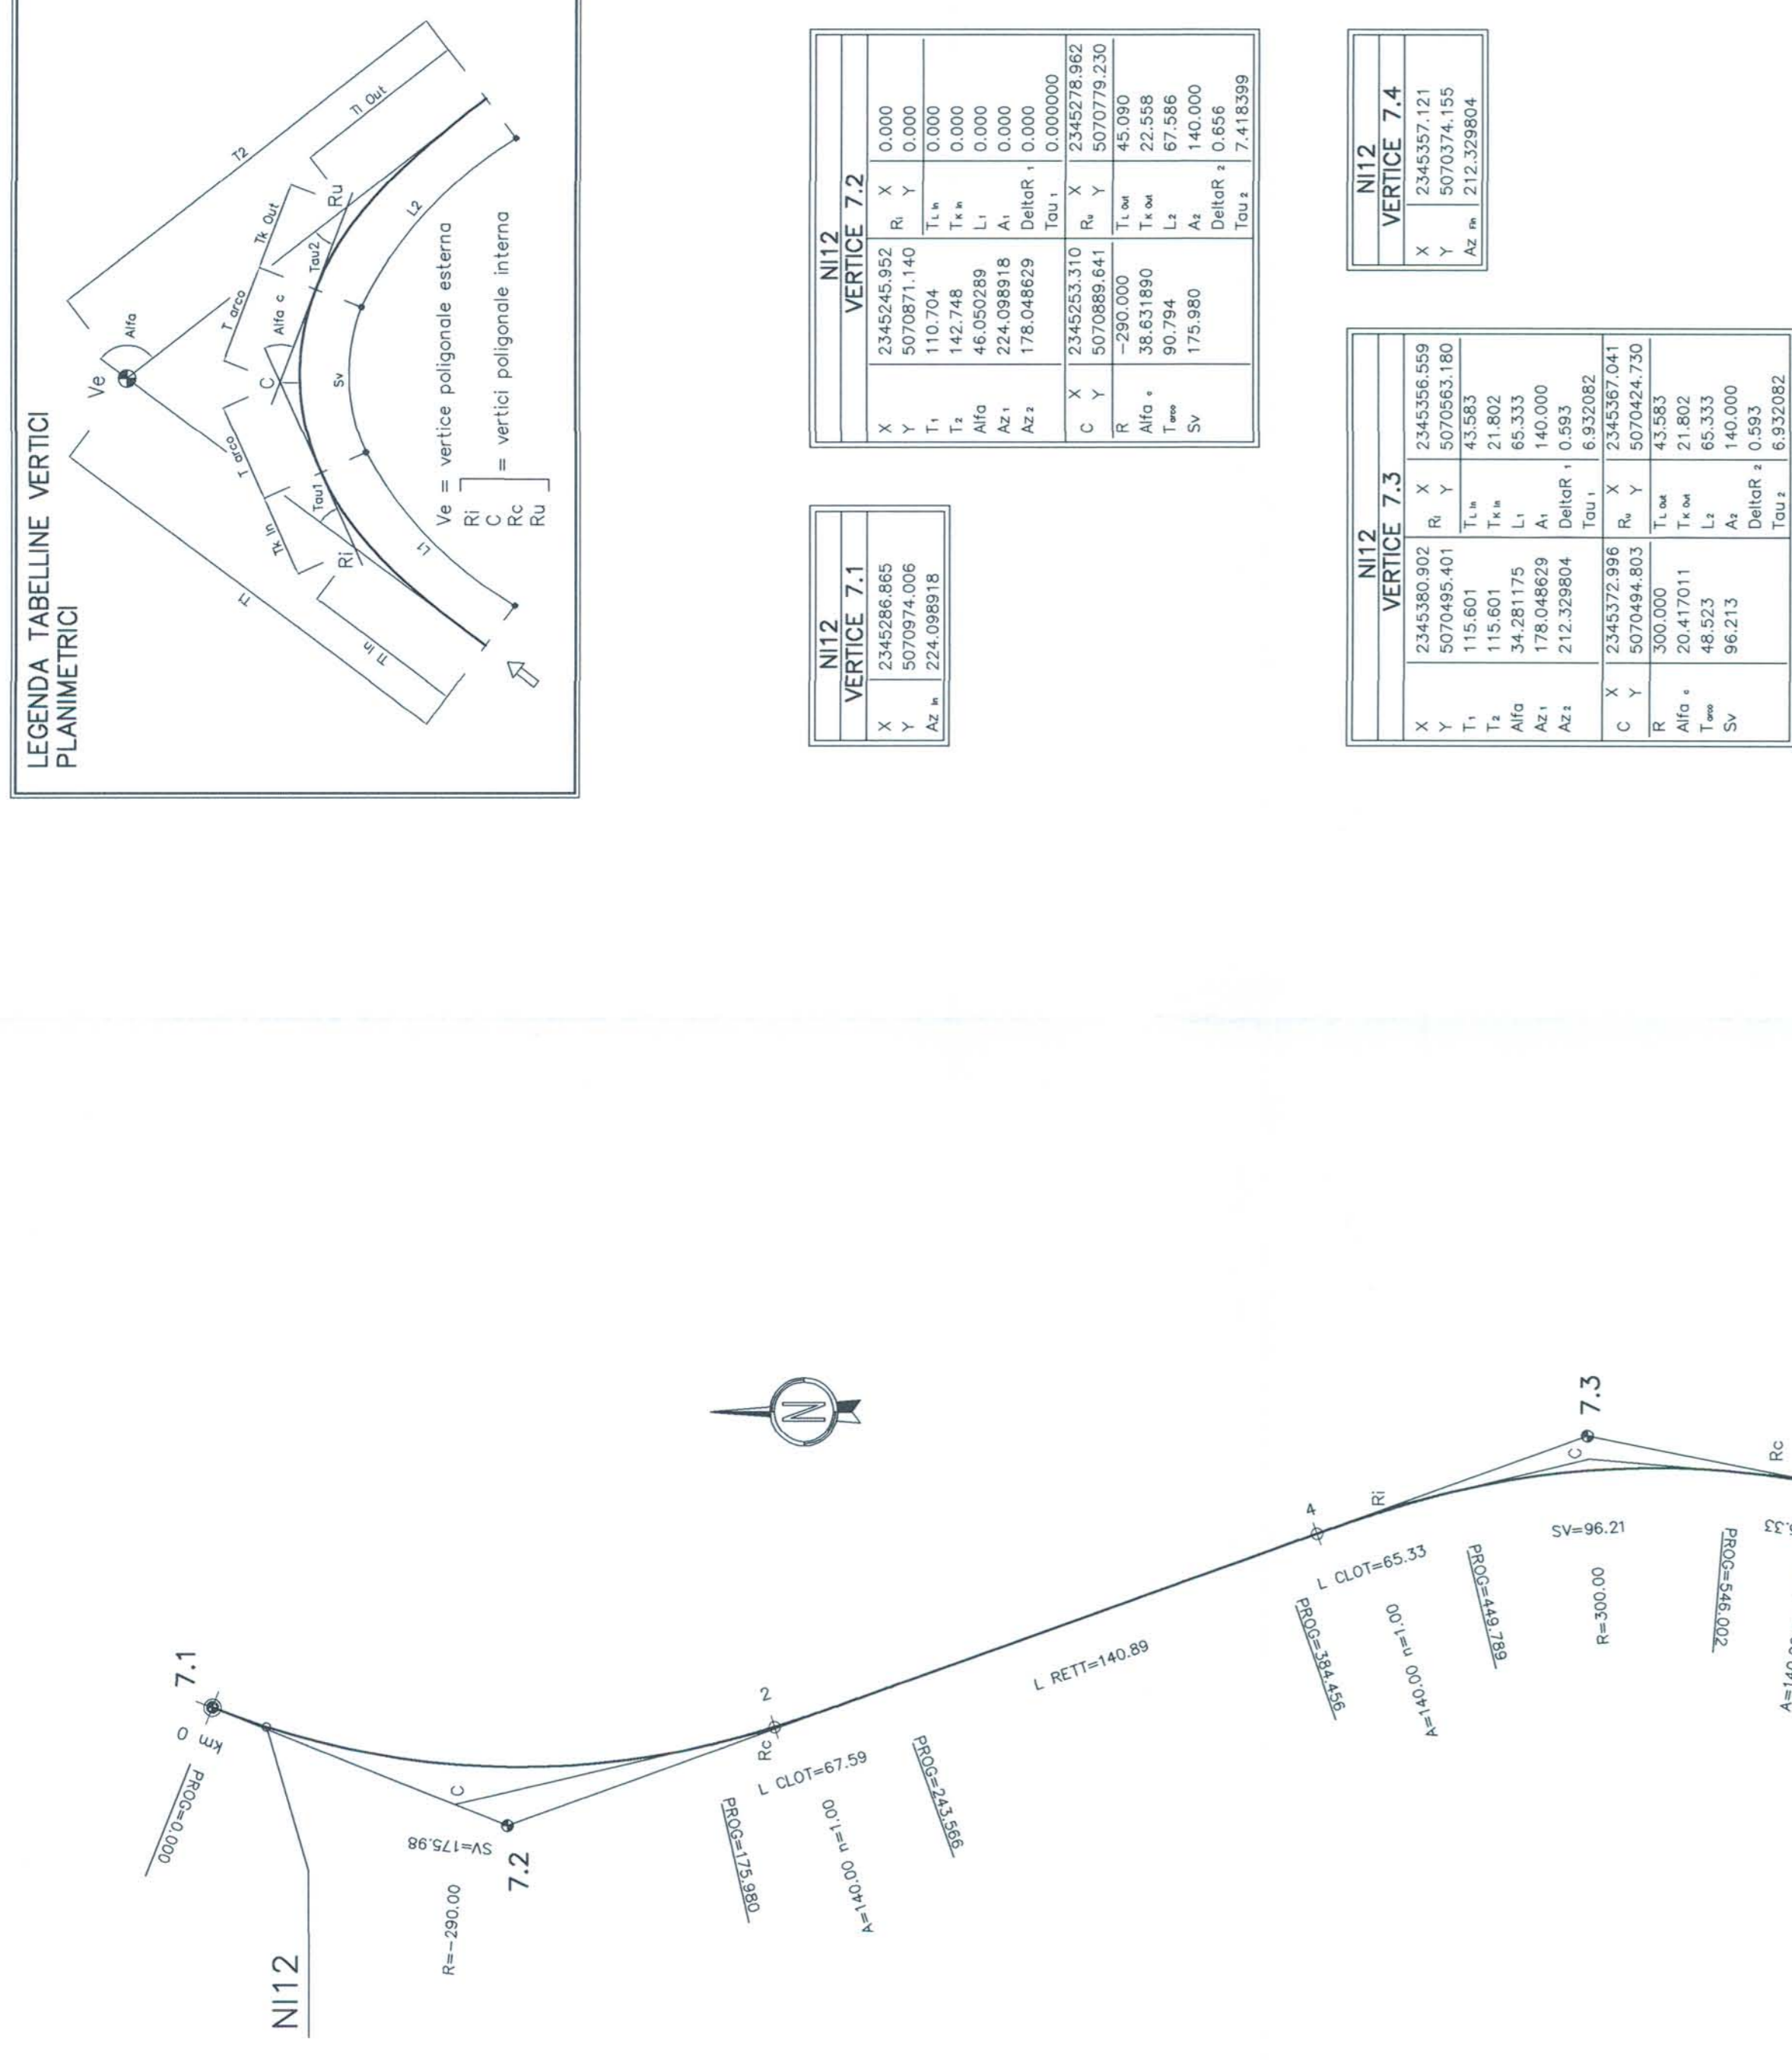 LEGENDA TABELLINE VERTICI
PLANIMETRICI
Ve
Alfa
T1
T2
Tl In
Tk In
T arco
T arco
Tk Out
Tl Out
C
Alfa c
Tau1
Tau2
Ri
Ru
L1
Sv
L2
Ve = vertice poligonale esterna
Ri
C
Rc
Ru
= vertici poligonale interna
NI12
VERTICE 7.1
X 2345286.865
Y 5070974.006
Az in 224.098918
NI12
VERTICE 7.2
X 2345245.952 Ri X 0.000
Y 5070871.140 Y 0.000
T1 110.704 TL in 0.000
T2 142.748 TK in 0.000
Alfa 46.050289 L1 0.000
Az1 224.098918 A1 0.000
Az2 178.048629 DeltaR 1 0.000
Tau 1 0.000000
C X 2345253.310 Ru X 2345278.962
Y 5070889.641 Y 5070779.230
R -290.000 TL out 45.090
Alfa c 38.631890 TK out 22.558
T arco 90.794 L2 67.586
Sv 175.980 A2 140.000
DeltaR 2 0.656
Tau 2 7.418399
NI12
VERTICE 7.3
X 2345380.902 Ri X 2345356.559
Y 5070495.401 Y 5070563.180
T1 115.601 TL in 43.583
T2 115.601 TK in 21.802
Alfa 34.281175 L1 65.333
Az1 178.048629 A1 140.000
Az2 212.329804 DeltaR 1 0.593
Tau 1 6.932082
C X 2345372.996 Ru X 2345367.041
Y 5070494.803 Y 5070424.730
R 300.000 TL out 43.583
Alfa c 20.417011 TK out 21.802
T arco 48.523 L2 65.333
Sv 96.213 A2 140.000
DeltaR 2 0.593
Tau 2 6.932082
NI12
VERTICE 7.4
X 2345357.121
Y 5070374.155
Az fin 212.329804
N
7.1
km 0
PROG=0.000
NI12
R=-290.00
SV=175.98
C
7.2
Rc
2
PROG=175.980
L CLOT=67.59
A=140.00 n=1.00
PROG=243.566
L RETT=140.89
4
Ri
PROG=384.456
L CLOT=65.33
A=140.00 n=1.00
PROG=449.789
C
7.3
SV=96.21
R=300.00
PROG=546.002
Rc